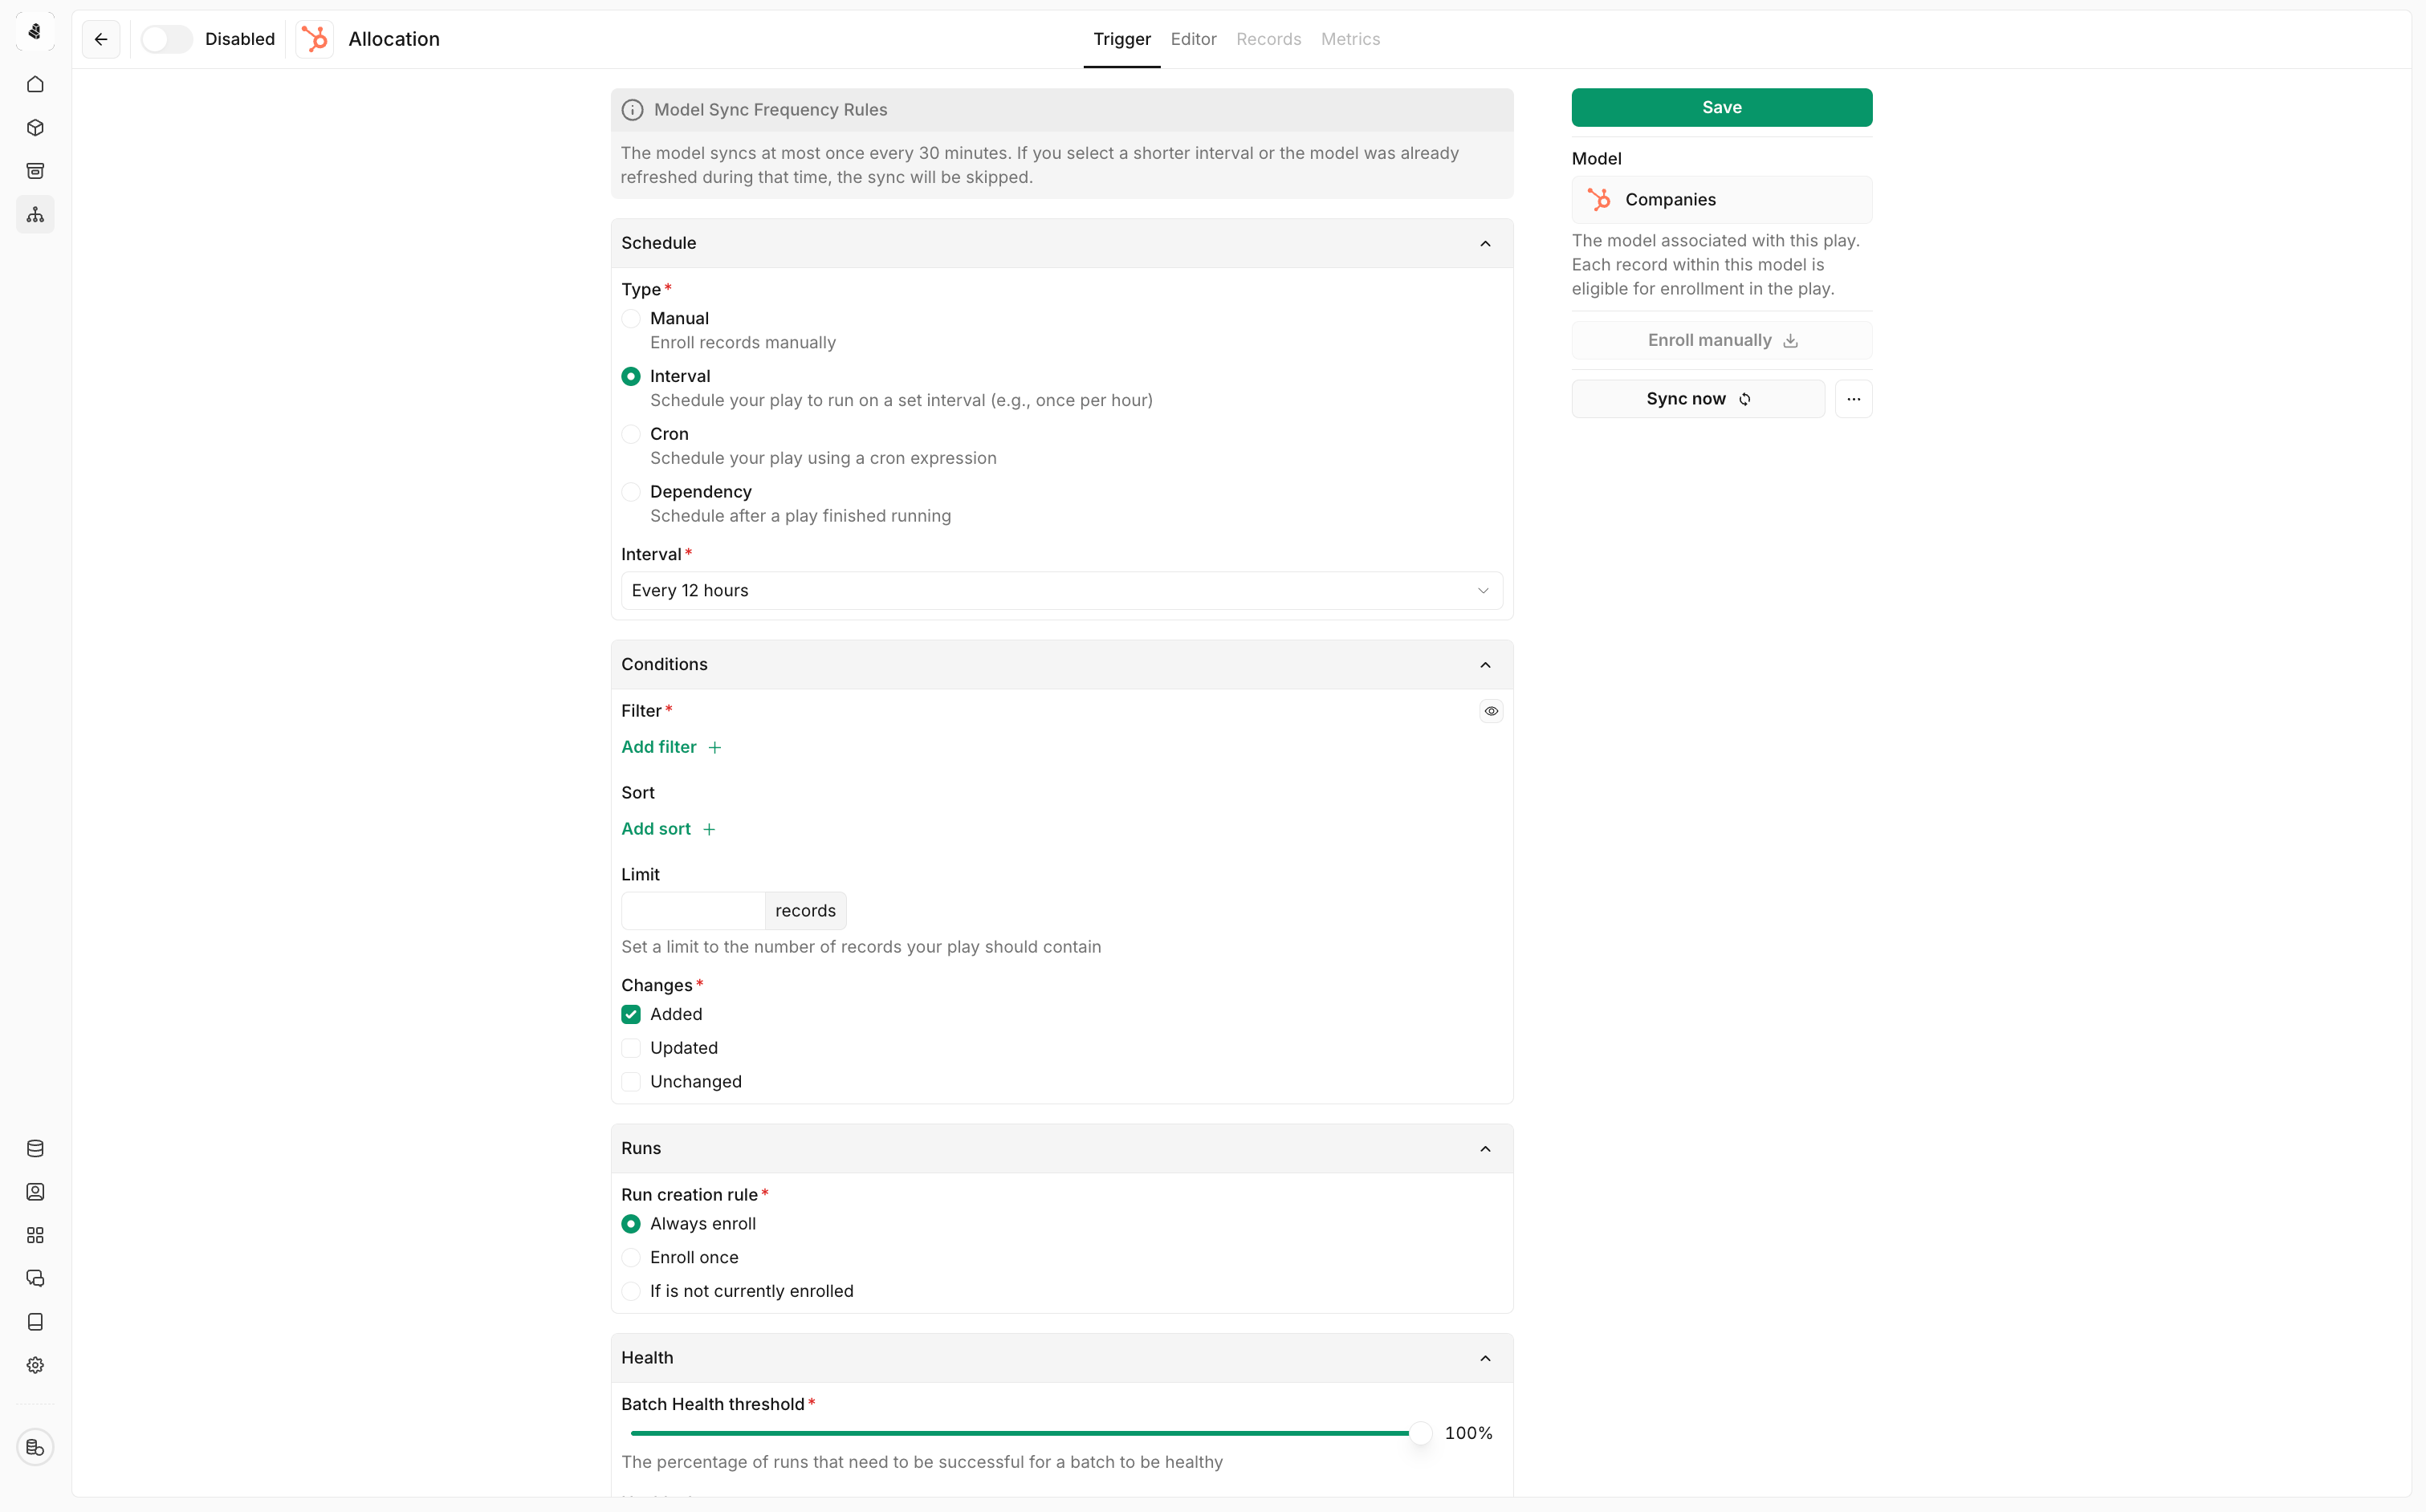 Disabled
Allocation
Trigger
Editor
Records
Metrics
Model Sync Frequency Rules
The model syncs at most once every 30 minutes. If you select a shorter interval or the model was already
refreshed during that time, the sync will be skipped.
Schedule
Type*
Manual
Enroll records manually
Interval
Schedule your play to run on a set interval (e.g., once per hour)
Cron
Schedule your play using a cron expression
Dependency
Schedule after a play finished running
Interval*
Every 12 hours
Conditions
Filter*
Add filter +
Sort
Add sort +
Limit
records
Set a limit to the number of records your play should contain
Changes*
Added
Updated
Unchanged
Runs
Run creation rule*
Always enroll
Enroll once
If is not currently enrolled
Health
Batch Health threshold*
100%
The percentage of runs that need to be successful for a batch to be healthy
Save
Model
Companies
The model associated with this play.
Each record within this model is
eligible for enrollment in the play.
Enroll manually
Sync now